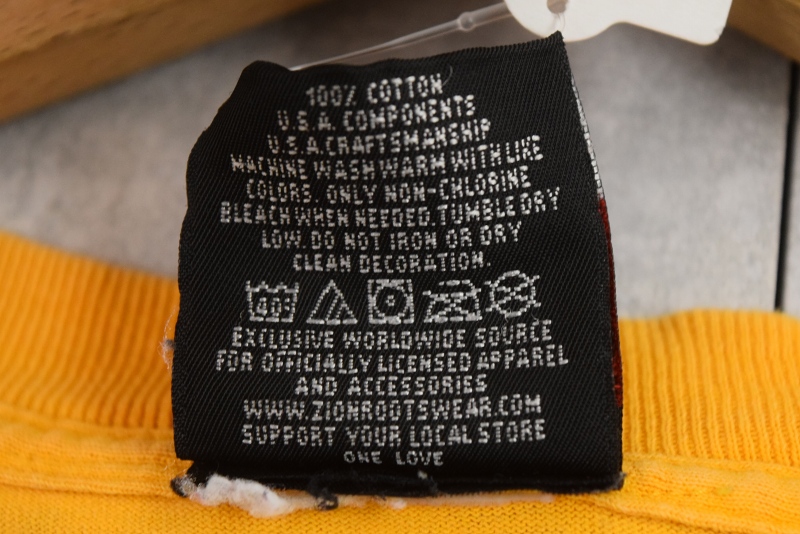 100% COTTON
U.S.A. COMPONENTS
U.S.A. CRAFTSMANSHIP
MACHINE WASH WARM WITH LIKE
COLORS. ONLY NON-CHLORINE
BLEACH WHEN NEEDED. TUMBLE DRY
LOW. DO NOT IRON OR DRY
CLEAN DECORATION.
EXCLUSIVE WORLDWIDE SOURCE
FOR OFFICIALLY LICENSED APPAREL
AND ACCESSORIES
WWW.ZIONROOTSWEAR.COM
SUPPORT YOUR LOCAL STORE
ONE LOVE